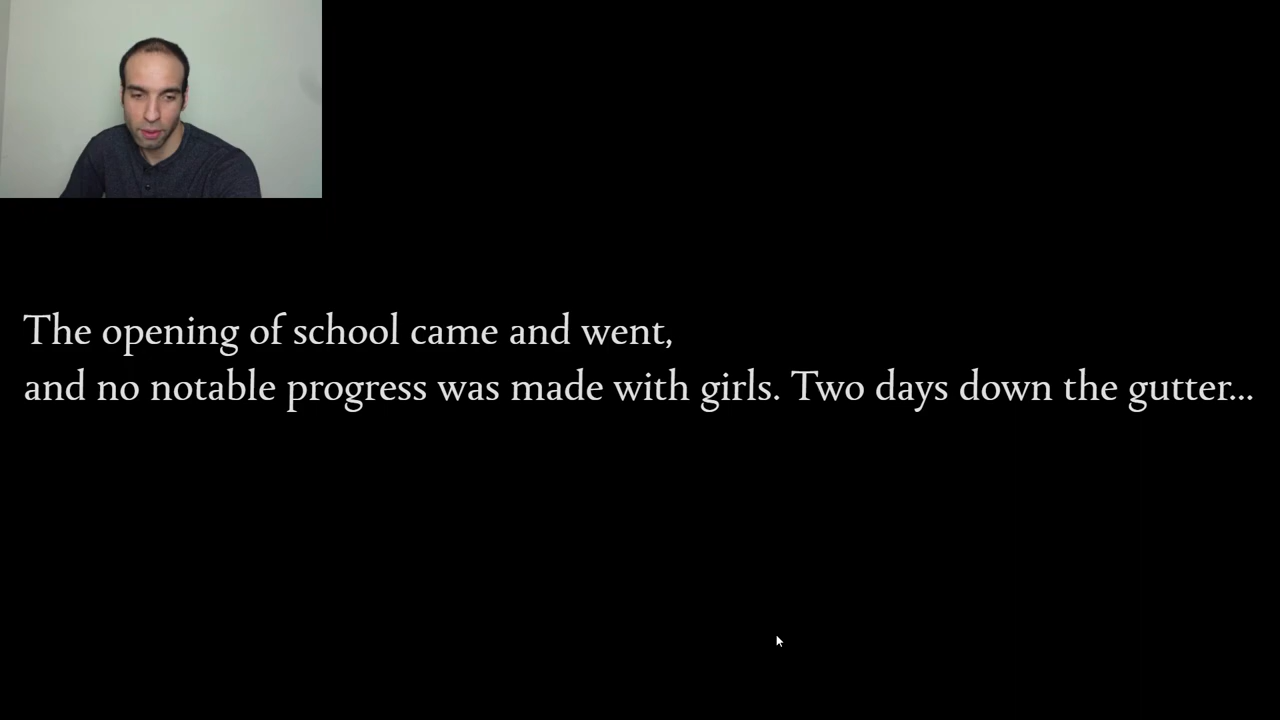 The opening of school came and went,
and no notable progress was made with girls. Two days down the gutter...